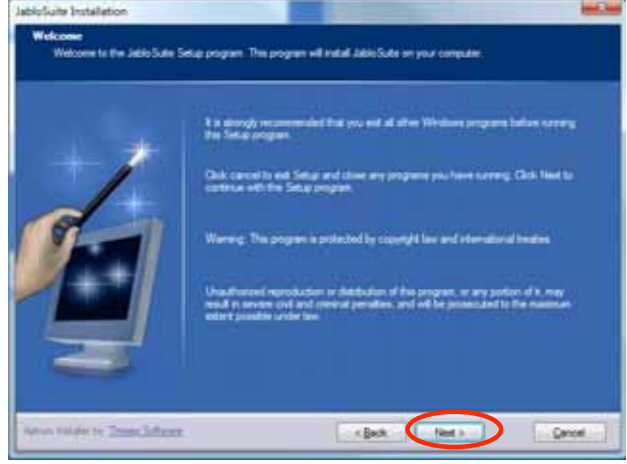 JabloSuite Installation
Welcome
Welcome to the JabloSuite Setup program. This program will install JabloSuite on your computer.
It is strongly recommended that you exit all other Windows programs before running
this Setup program.
Click cancel to exit Setup and close any programs you have running. Click Next to
continue with the Setup program.
Warning: This program is protected by copyright law and international treaties.
Unauthorized reproduction or distribution of this program, or any portion of it, may
result in severe civil and criminal penalties, and will be prosecuted to the maximum
extent possible under law.
Installer by Software
< Back
Next >
Cancel